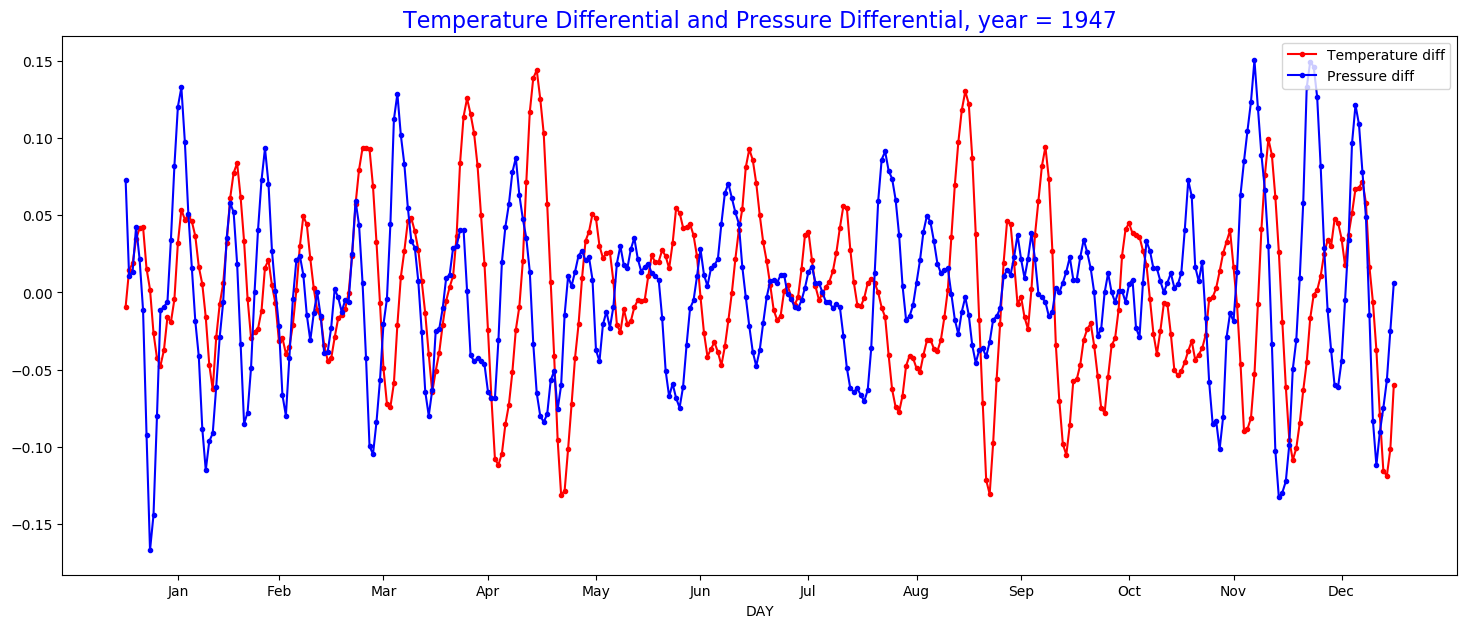 Temperature Differential and Pressure Differential, year = 1947
Temperature diff
Pressure diff
0.15
0.10
0.05
0.00
−0.05
−0.10
−0.15
Jan Feb Mar Apr May Jun Jul Aug Sep Oct Nov Dec
DAY